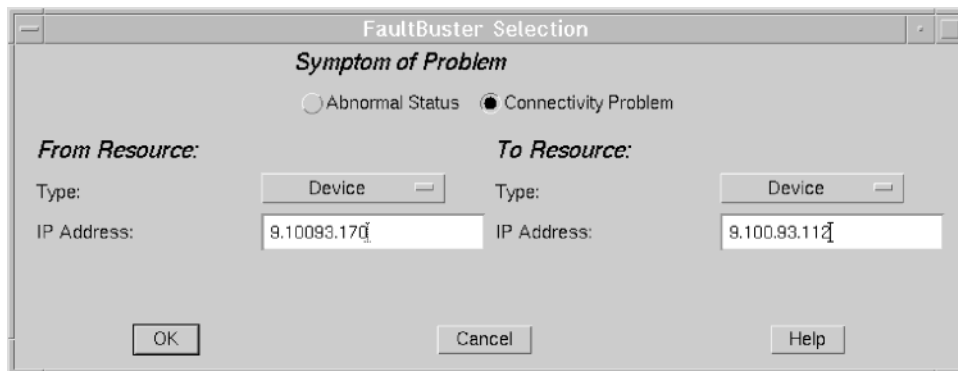 FaultBuster Selection
Symptom of Problem
Abnormal Status Connectivity Problem
From Resource: To Resource:
Type: Device Type: Device
IP Address: 9.10093.170 IP Address: 9.100.93.112
OK Cancel Help